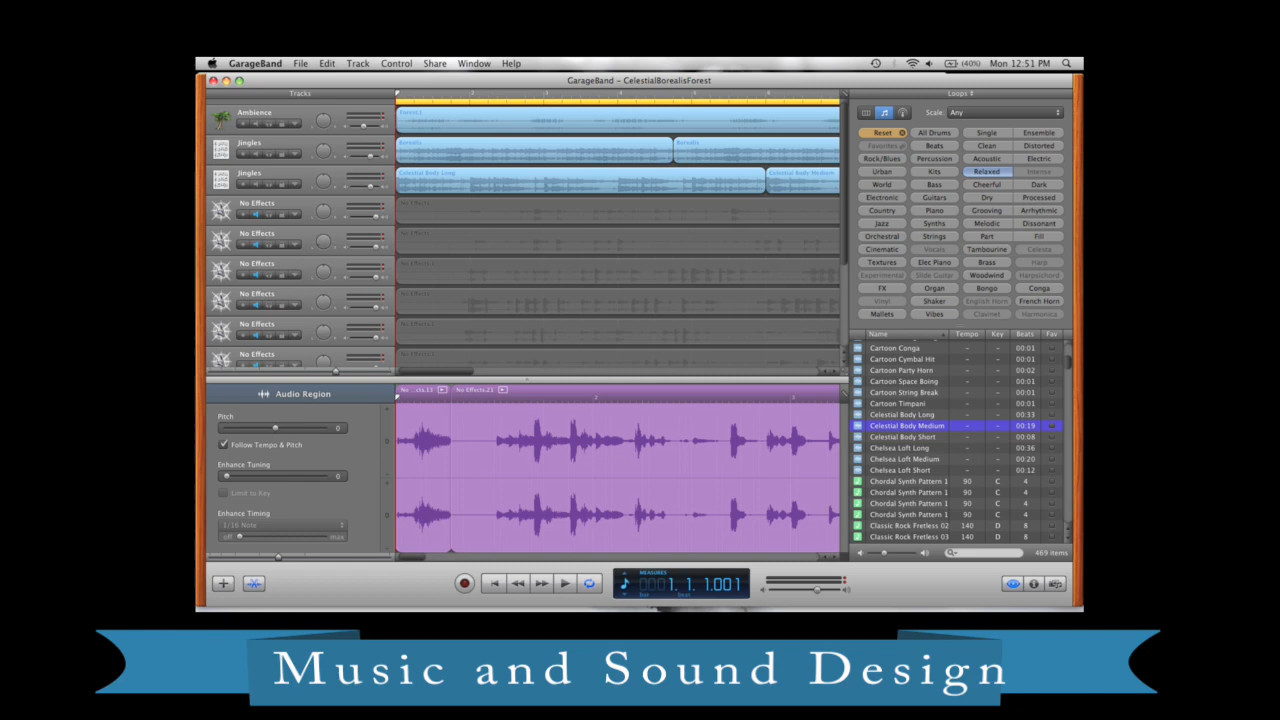 GarageBand File Edit Track Control Share Window Help (40%) Mon 12:51 PM
GarageBand - CelestialBorealisForest
Tracks
Loops
Ambience
Forest.1
Jingles
Borealis
Borealis
Jingles
Celestial Body Long
Celestial Body Medium
No Effects
No Effects
No Effects
No Effects
No Effects
No Effects
Scale: Any
Reset All Drums Single Ensemble
Favorites Beats Clean Distorted
Rock/Blues Percussion Acoustic Electric
Urban Kits Relaxed Intense
World Bass Cheerful Dark
Electronic Guitars Dry Processed
Country Piano Grooving Arrhythmic
Jazz Synths Melodic Dissonant
Orchestral Strings Part Fill
Cinematic Vocals Tambourine Celesta
Textures Elec Piano Brass Harp
Experimental Slide Guitar Woodwind Harpsichord
FX Organ Bongo Conga
Vinyl Shaker English Horn French Horn
Mallets Vibes Clavinet Harmonica
Name Tempo Key Beats Fav
Cartoon Conga - - 00:01
Cartoon Cymbal Hit - - 00:01
Cartoon Party Horn - - 00:02
Cartoon Space Boing - - 00:01
Cartoon String Break - - 00:01
Cartoon Timpani - - 00:01
Celestial Body Long - - 00:33
Celestial Body Medium - - 00:19
Celestial Body Short - - 00:08
Chelsea Loft Long - - 00:36
Chelsea Loft Medium - - 00:20
Chelsea Loft Short - - 00:12
Chordal Synth Pattern 1 90 C 4
Chordal Synth Pattern 1 90 C 4
Chordal Synth Pattern 1 90 C 4
Chordal Synth Pattern 1 90 C 4
Classic Rock Fretless 02 140 D 8
Classic Rock Fretless 03 140 D 8
469 items
Audio Region
No ...cts.13
No Effects.21
2 3
Pitch
0
Follow Tempo & Pitch
Enhance Tuning
0
Limit to Key
Enhance Timing
1/16 Note
off max
MEASURES
0001. 1. 1.001
Bar Beat
Music and Sound Design